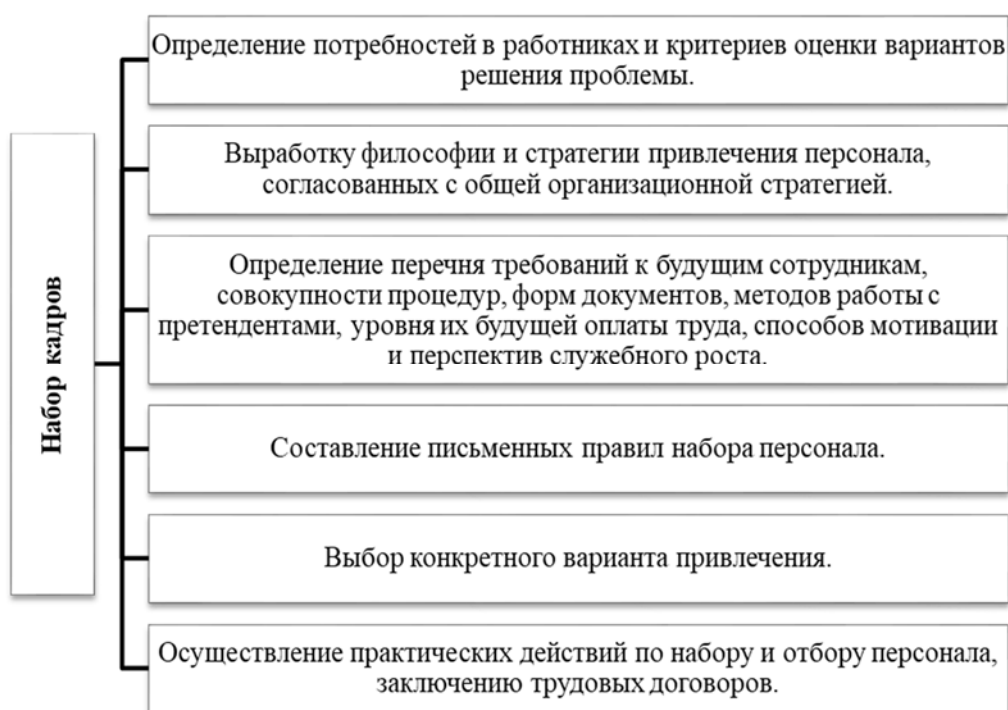 Набор кадров
Определение потребностей в работниках и критериев оценки вариантов
решения проблемы.
Выработку философии и стратегии привлечения персонала,
согласованных с общей организационной стратегией.
Определение перечня требований к будущим сотрудникам,
совокупности процедур, форм документов, методов работы с
претендентами, уровня их будущей оплаты труда, способов мотивации
и перспектив служебного роста.
Составление письменных правил набора персонала.
Выбор конкретного варианта привлечения.
Осуществление практических действий по набору и отбору персонала,
заключению трудовых договоров.